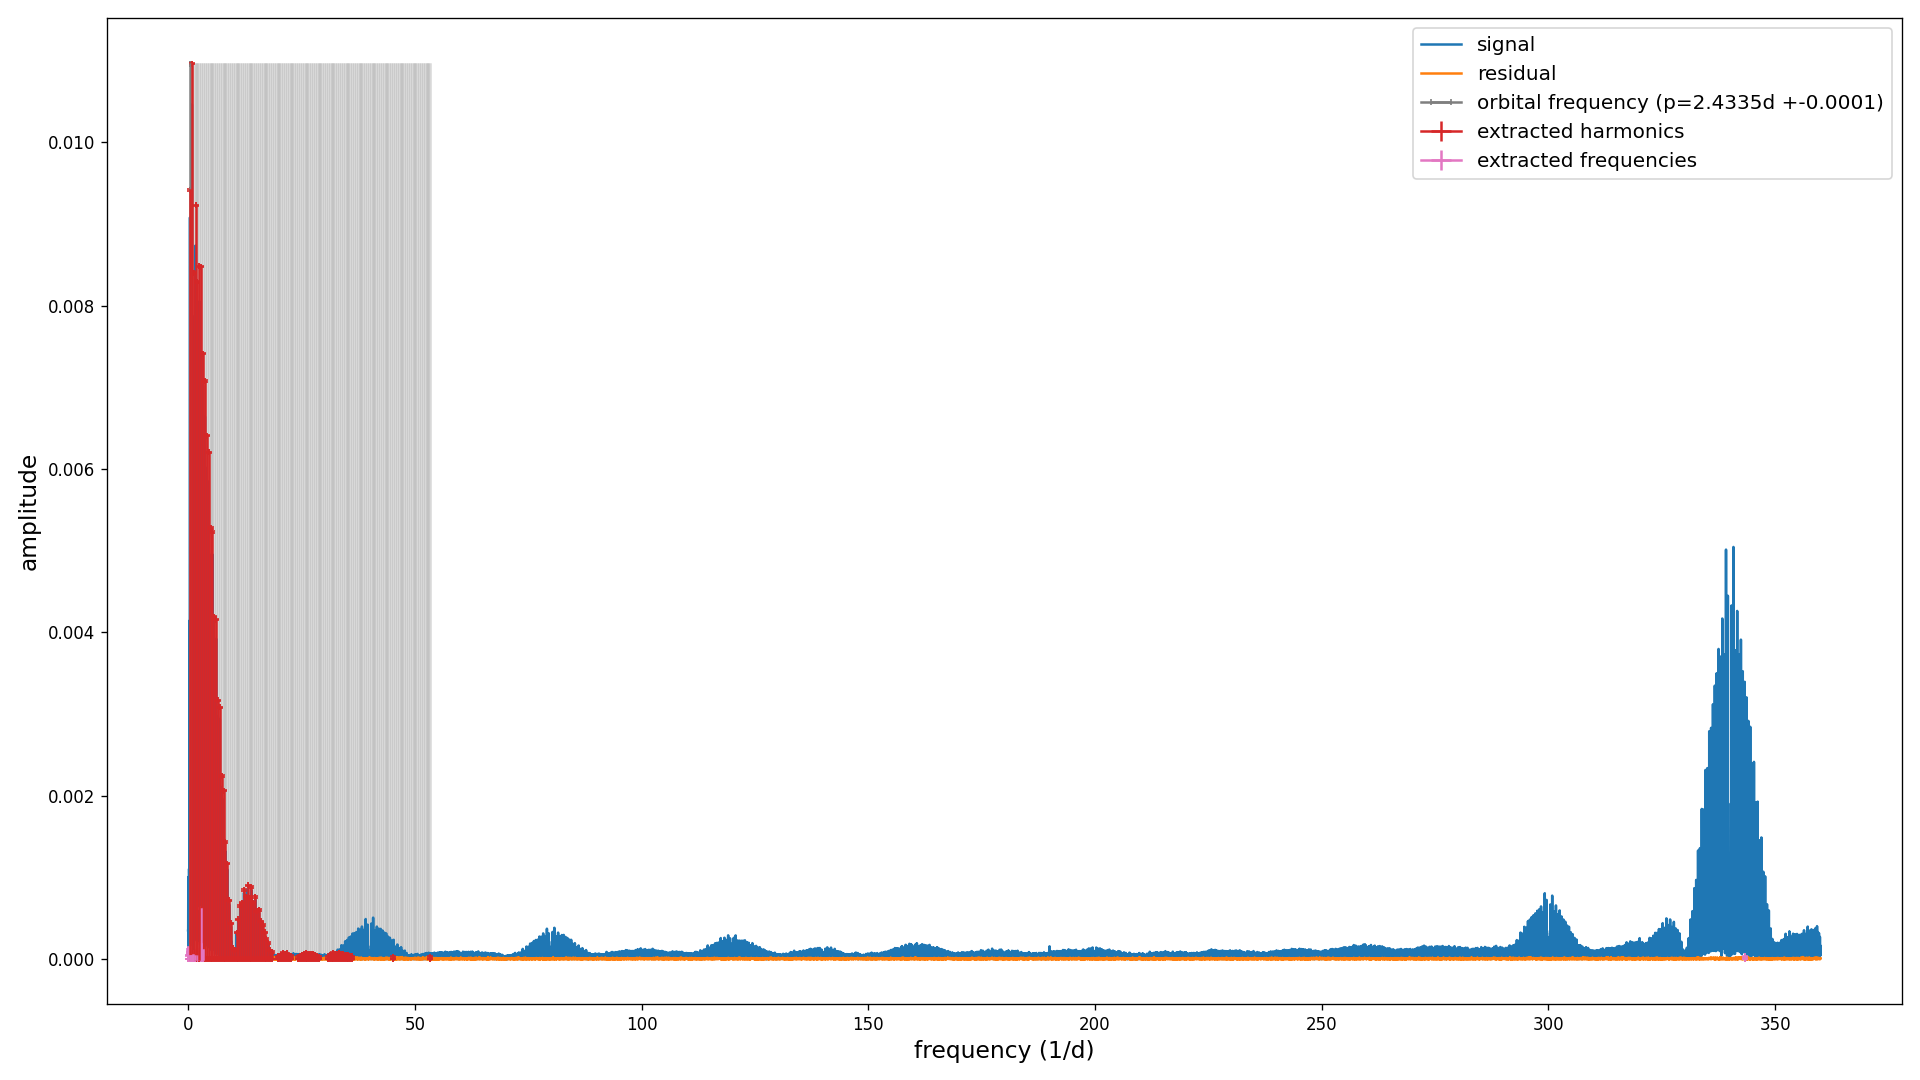 signal
residual
orbital frequency (p=2.4335d +-0.0001)
extracted harmonics
extracted frequencies
0.010
0.008
0.006
0.004
0.002
0.000
amplitude
0 50 100 150 200 250 300 350
frequency (1/d)